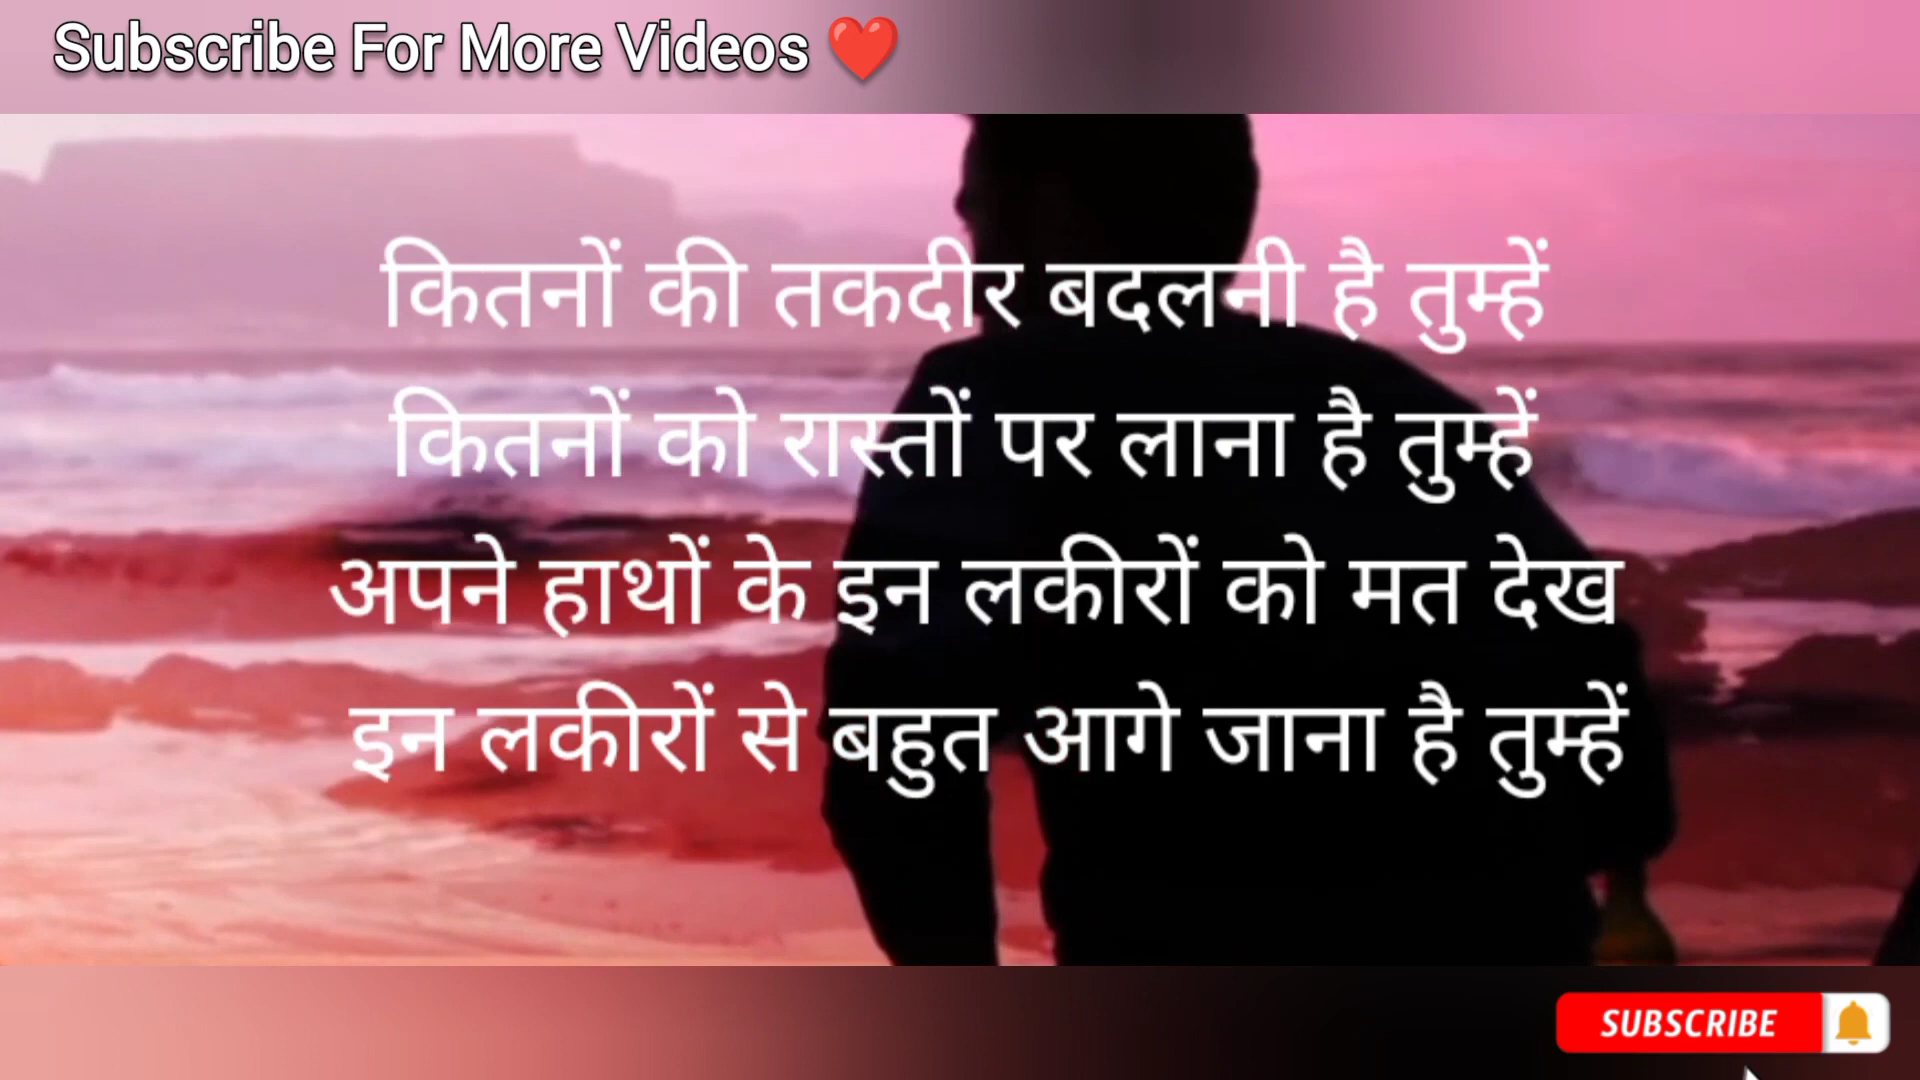 Subscribe For More Videos ❤️
कितनों की तकदीर बदलनी है तुम्हें
कितनों को रास्तों पर लाना है तुम्हें
अपने हाथों के इन लकीरों को मत देख
इन लकीरों से बहुत आगे जाना है तुम्हें
SUBSCRIBE